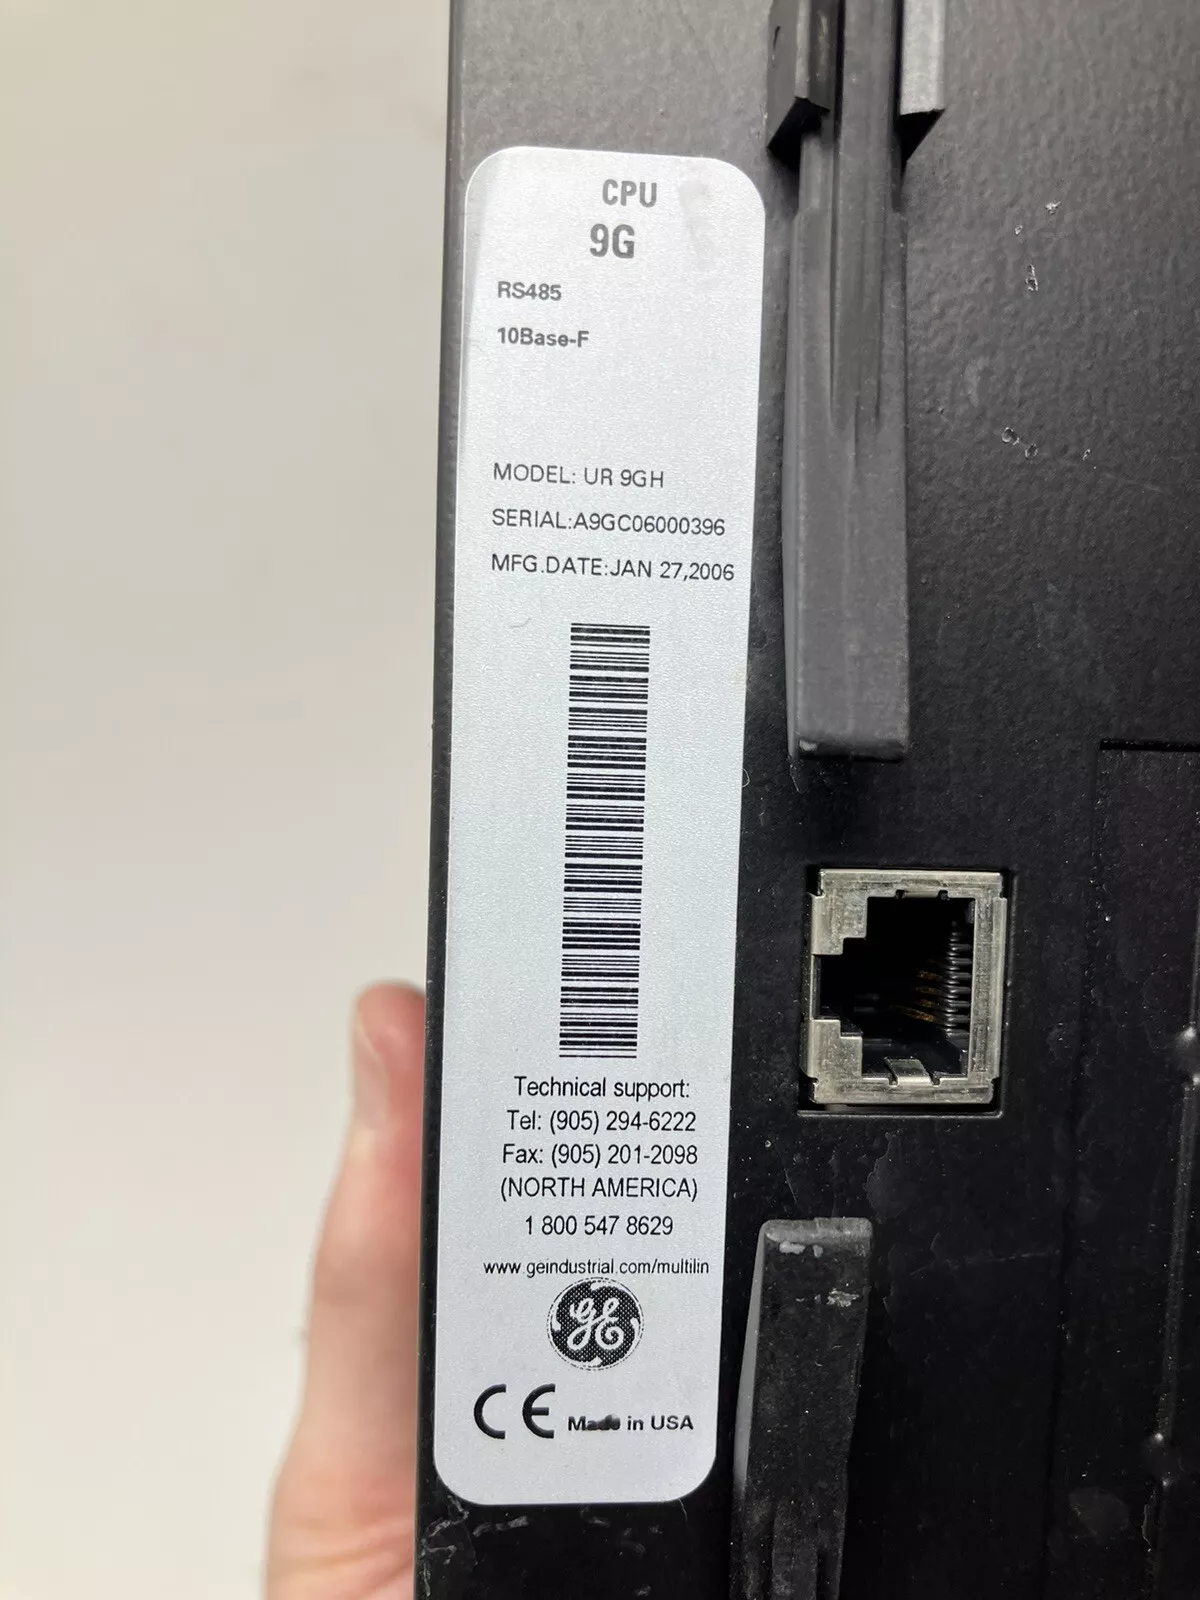 CPU
9G
RS485
10Base-F
MODEL: UR 9GH
SERIAL:A9GC06000396
MFG.DATE:JAN 27,2006
Technical support:
Tel: (905) 294-6222
Fax: (905) 201-2098
(NORTH AMERICA)
1 800 547 8629
www.geindustrial.com/multilin
GE
CE Made in USA